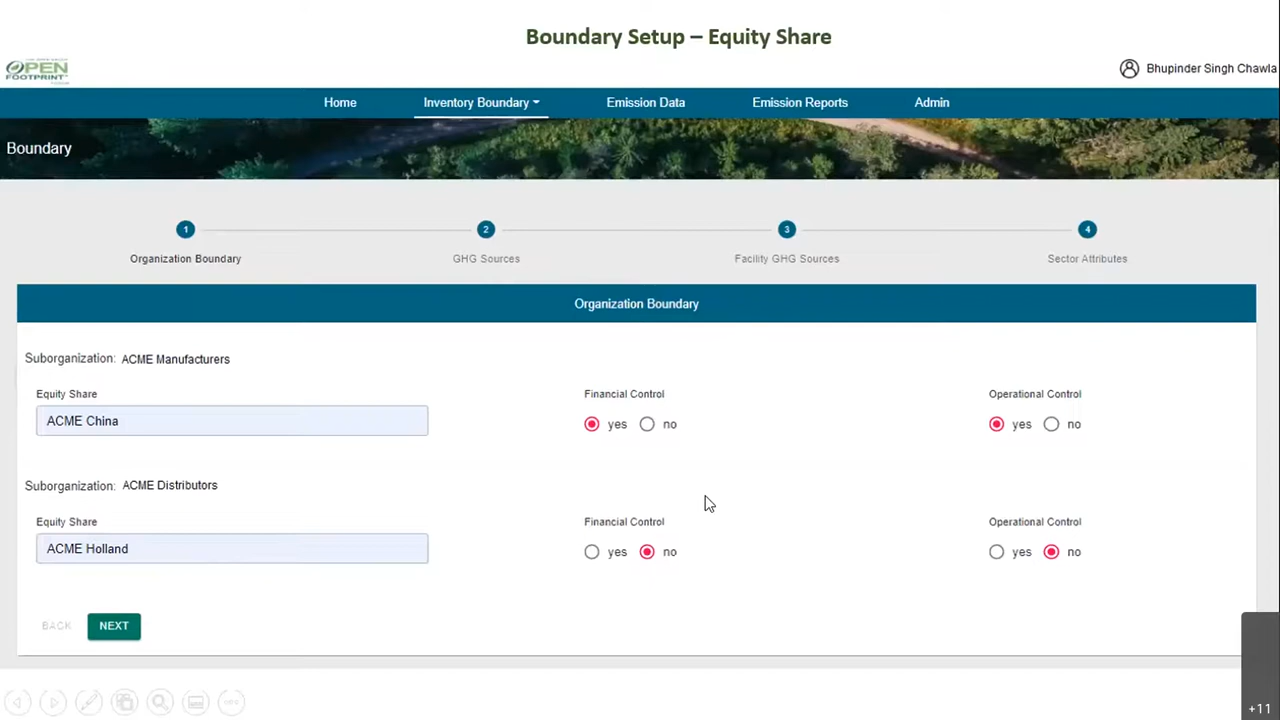 Boundary Setup – Equity Share
OPEN
FOOTPRINT
Bhupinder Singh Chawla
Home Inventory Boundary Emission Data Emission Reports Admin
Boundary
1 2 3 4
Organization Boundary GHG Sources Facility GHG Sources Sector Attributes
Organization Boundary
Suborganization: ACME Manufacturers
Equity Share Financial Control Operational Control
ACME China yes no yes no
Suborganization: ACME Distributors
Equity Share Financial Control Operational Control
ACME Holland yes no yes no
BACK NEXT
+11